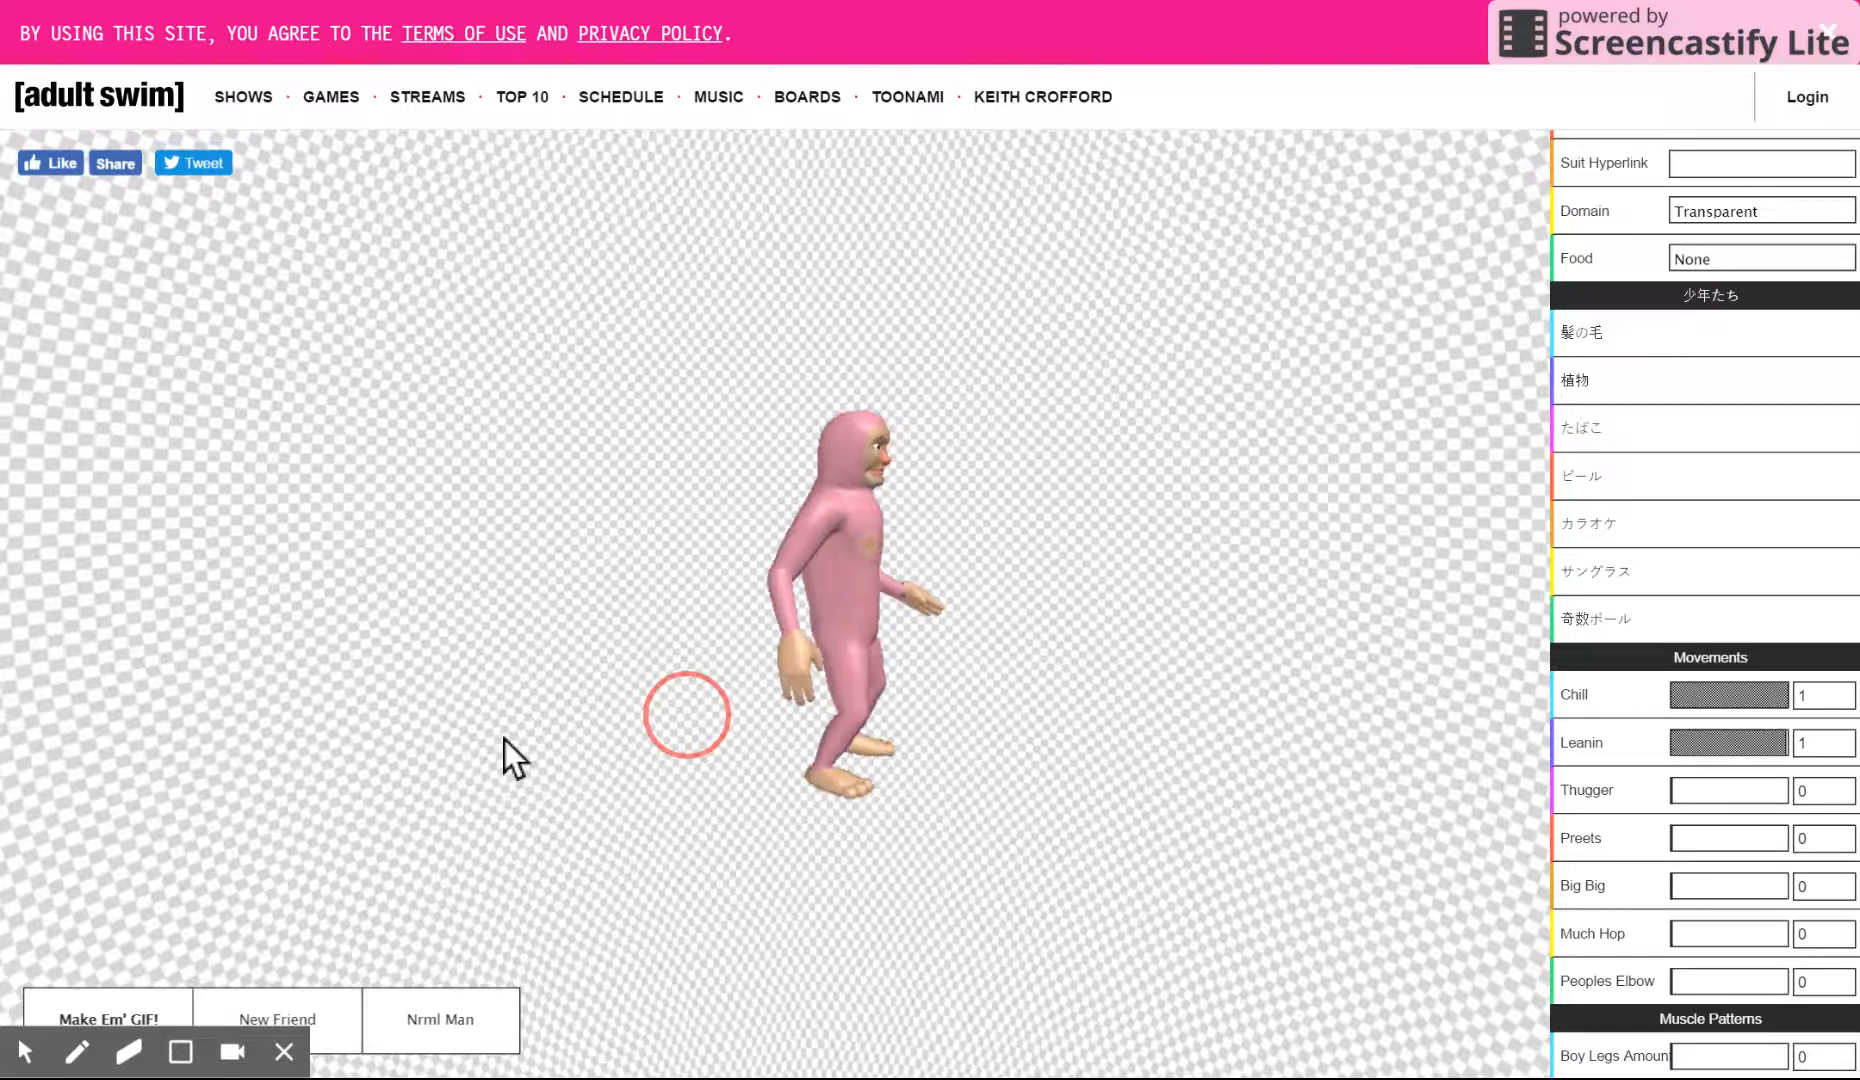 BY USING THIS SITE, YOU AGREE TO THE TERMS OF USE AND PRIVACY POLICY.
powered by
Screencastify Lite
[adult swim]
SHOWS · GAMES · STREAMS · TOP 10 · SCHEDULE · MUSIC · BOARDS · TOONAMI · KEITH CROFFORD
Login
Like
Share
Tweet
Suit Hyperlink
Domain Transparent
Food None
少年たち
髪の毛
植物
たばこ
ビール
カラオケ
サングラス
奇数ボール
Movements
Chill 1
Leanin 1
Thugger 0
Preets 0
Big Big 0
Much Hop 0
Peoples Elbow 0
Muscle Patterns
Boy Legs Amoun 0
Make Em' GIF!
New Friend
Nrml Man